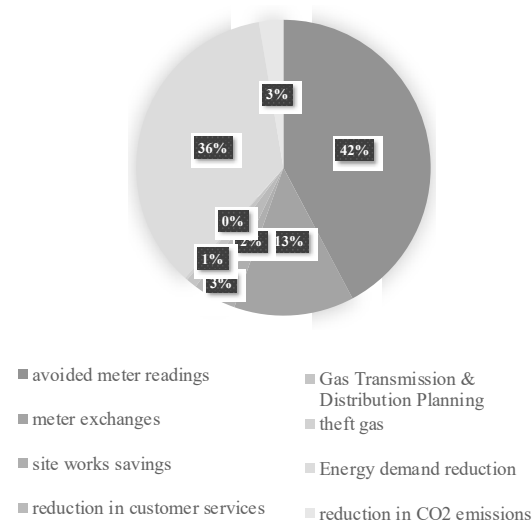 3%
36%
42%
0%
2%
13%
1%
3%
avoided meter readings
meter exchanges
site works savings
reduction in customer services
Gas Transmission &
Distribution Planning
theft gas
Energy demand reduction
reduction in CO2 emissions